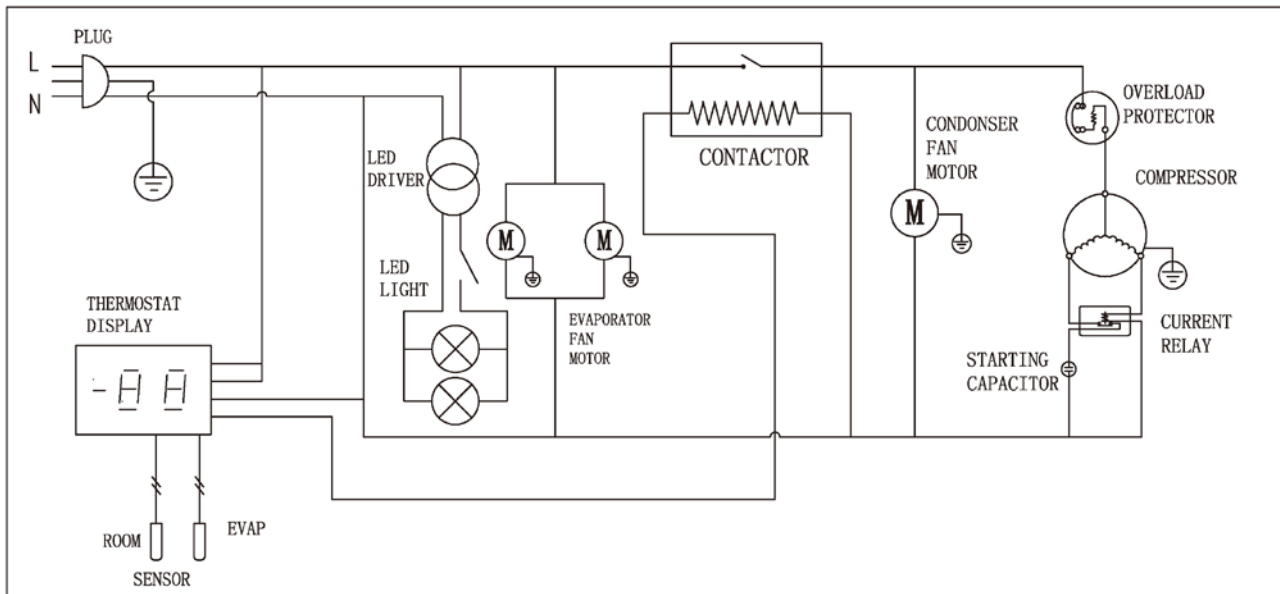 PLUG
L
N
LED
DRIVER
LED
LIGHT
M
M
EVAPORATOR
FAN
MOTOR
CONTACTOR
CONDONSER
FAN
MOTOR
M
OVERLOAD
PROTECTOR
COMPRESSOR
CURRENT
RELAY
STARTING
CAPACITOR
THERMOSTAT
DISPLAY
-88
ROOM
EVAP
SENSOR